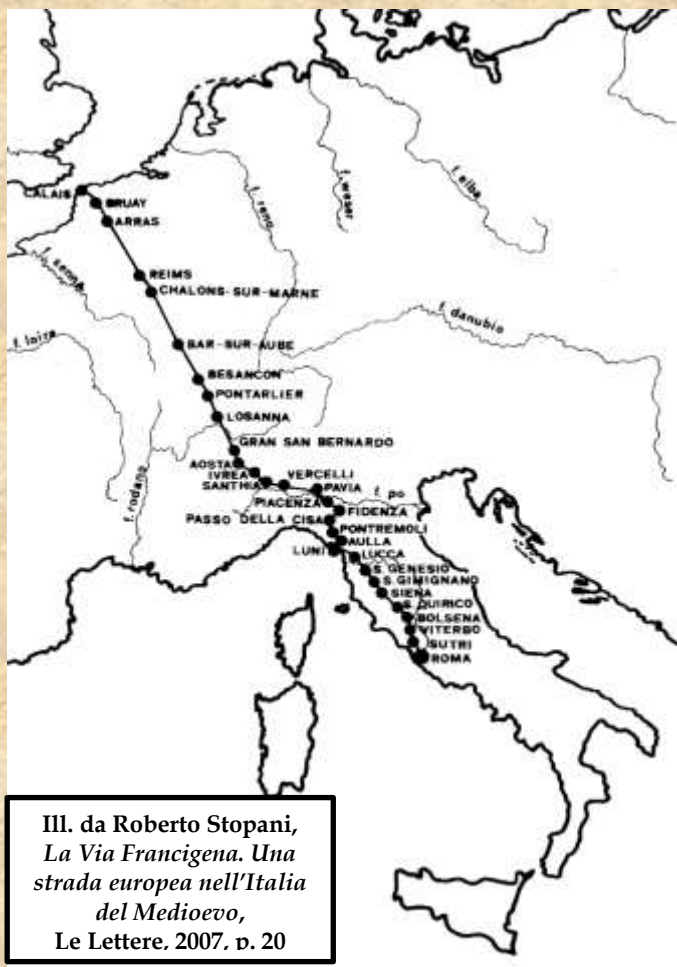 f. elba
f. weser
f. reno
CALAIS
BRUAY
ARRAS
f. senna
REIMS
CHALONS-SUR-MARNE
f. danubio
f. loira
BAR-SUR-AUBE
BESANCON
PONTARLIER
LOSANNA
GRAN SAN BERNARDO
AOSTA
IVREA
VERCELLI
SANTHIA
PAVIA
f. rodano
PIACENZA
f. po
FIDENZA
PASSO DELLA CISA
PONTREMOLI
AULLA
LUNI
LUCCA
S. GENESIO
S. GIMIGNANO
SIENA
S. QUIRICO
BOLSENA
VITERBO
SUTRI
ROMA
Ill. da Roberto Stopani,
La Via Francigena. Una
strada europea nell'Italia
del Medioevo,
Le Lettere, 2007, p. 20